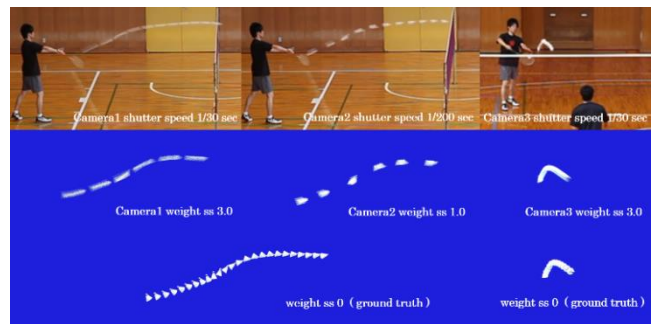 Camera1 shutter speed 1/30 sec
Camera2 shutter speed 1/200 sec
Camera3 shutter speed 1/30 sec
Camera1 weight ss 3.0
Camera2 weight ss 1.0
Camera3 weight ss 3.0
weight ss 0 ( ground truth )
weight ss 0 ( ground truth )